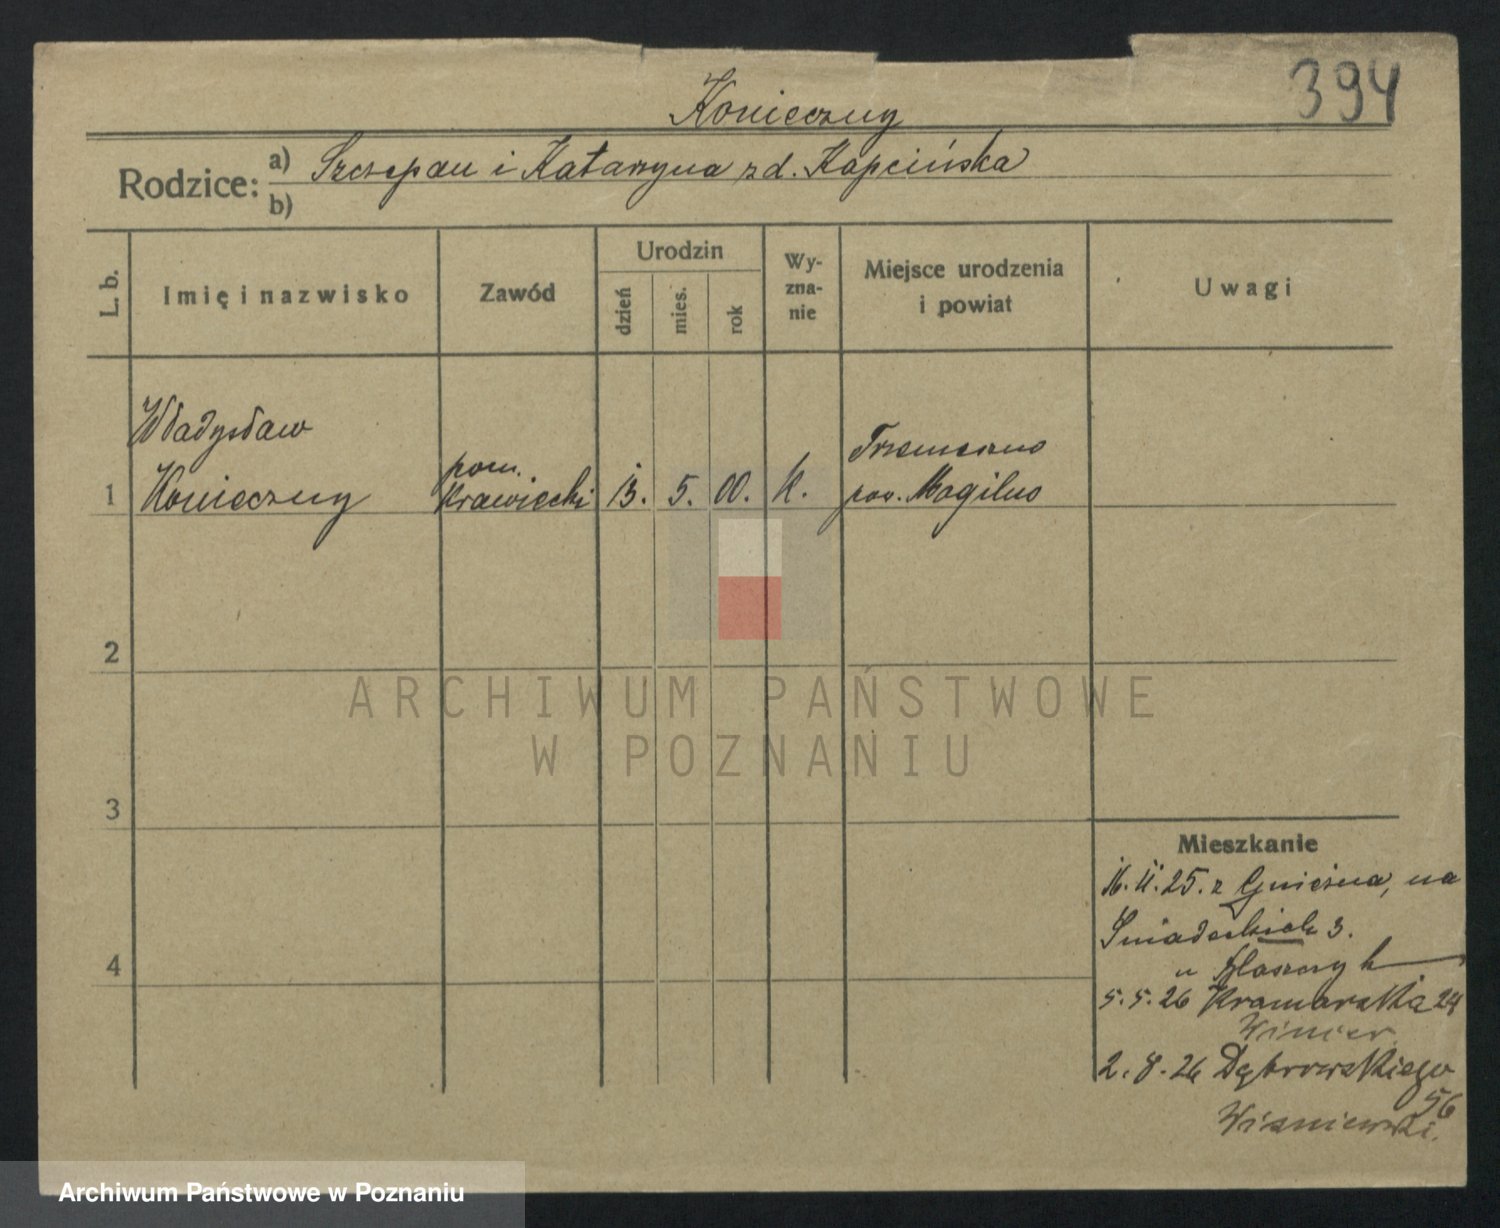 394
Konieczny
Rodzice: a) Szczepan i Katarzyna z d. Kapcińska
b)
L. b.
Imię i nazwisko
Zawód
Urodzin
dzień
mies.
rok
Wy-
zna-
nie
Miejsce urodzenia
i powiat
Uwagi
Władysław
Konieczny
pom.
krawiecki
13. 5. 00.
k.
Trzemeszno
pow. Mogilno
1
2
3
4
ARCHIWUM PAŃSTWOWE
W POZNANIU
Mieszkanie
25. z Gniezna, na
Śniadeckich 3.
u
5.5.26 Kramarska 24
2.8.26 Dąbrowskiego
56
Wiśniewski.
Archiwum Państwowe w Poznaniu